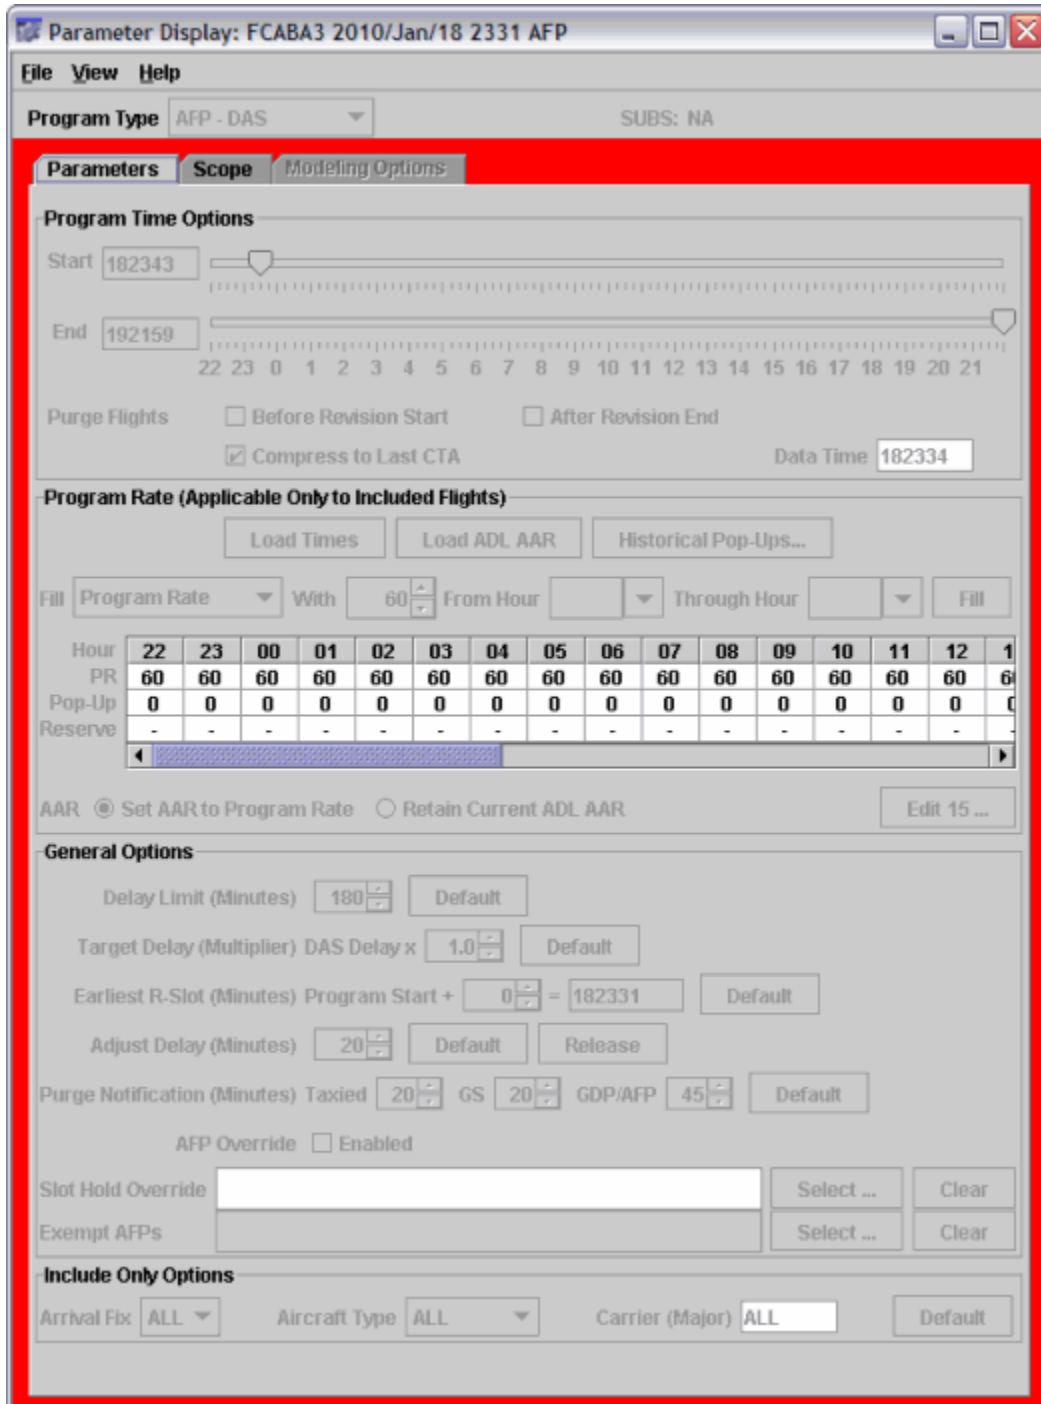 Parameter Display: FCABA3 2010/Jan/18 2331 AFP
File View Help
Program Type AFP - DAS SUBS: NA
Parameters Scope Modeling Options
Program Time Options
Start 182343
End 192159
22 23 0 1 2 3 4 5 6 7 8 9 10 11 12 13 14 15 16 17 18 19 20 21
Purge Flights Before Revision Start After Revision End
Compress to Last CTA Data Time 182334
Program Rate (Applicable Only to Included Flights)
Load Times Load ADL AAR Historical Pop-Ups...
Fill Program Rate With 60 From Hour Through Hour Fill
Hour 22 23 00 01 02 03 04 05 06 07 08 09 10 11 12 1
PR 60 60 60 60 60 60 60 60 60 60 60 60 60 60 60 6
Pop-Up 0 0 0 0 0 0 0 0 0 0 0 0 0 0 0
Reserve - - - - - - - - - - - - - - - -
AAR Set AAR to Program Rate Retain Current ADL AAR Edit 15 ...
General Options
Delay Limit (Minutes) 180 Default
Target Delay (Multiplier) DAS Delay x 1.0 Default
Earliest R-Slot (Minutes) Program Start + 0 = 182331 Default
Adjust Delay (Minutes) 20 Default Release
Purge Notification (Minutes) Taxied 20 GS 20 GDP/AFP 45 Default
AFP Override Enabled
Slot Hold Override Select ... Clear
Exempt AFPs Select ... Clear
Include Only Options
Arrival Fix ALL Aircraft Type ALL Carrier (Major) ALL Default